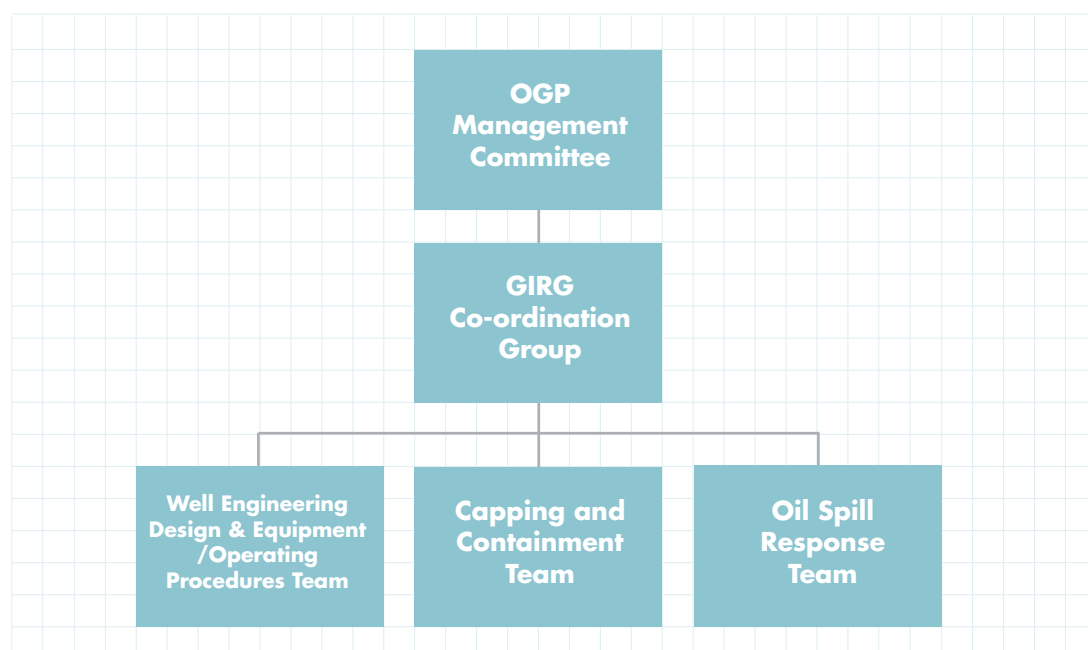 OGP
Management
Committee
GIRG
Co-ordination
Group
Well Engineering
Design & Equipment
/Operating
Procedures Team
Capping and
Containment
Team
Oil Spill
Response
Team